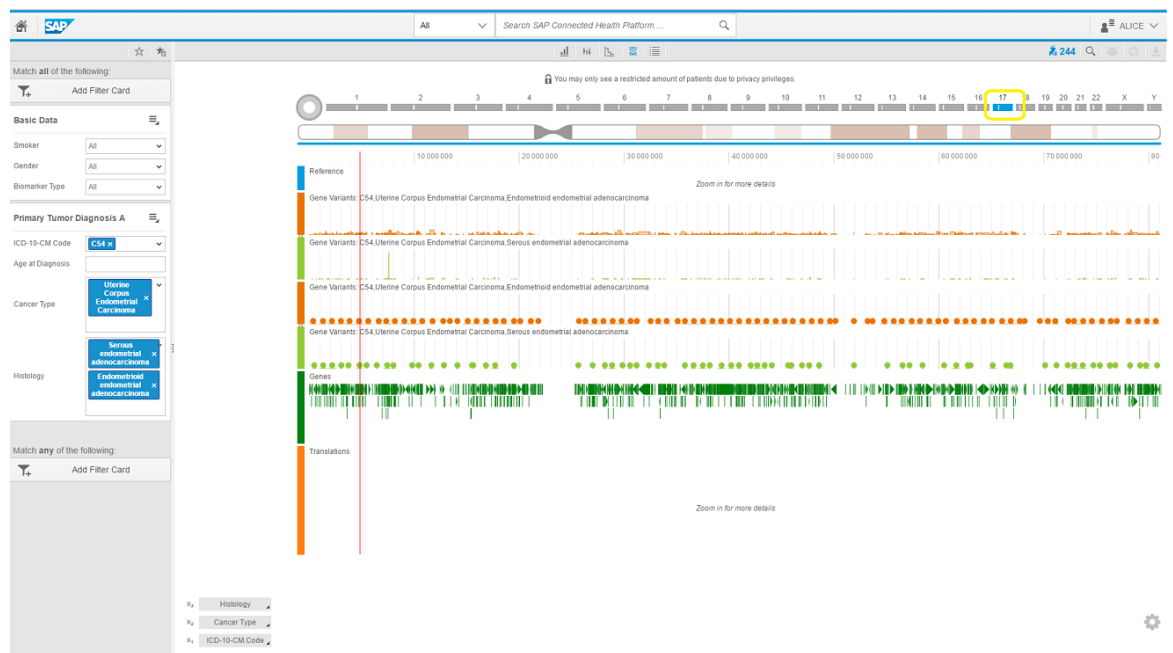 SAP
All
Search SAP Connected Health Platform ...
ALICE
244
Match all of the following:
Add Filter Card
Basic Data
Smoker
All
Gender
All
Biomarker Type
All
Primary Tumor Diagnosis A
ICD-10-CM Code
C54 ×
Age at Diagnosis
Cancer Type
Uterine
Corpus
Endometrial
Carcinoma
×
Histology
Serous
endometrial
adenocarcinoma
×
Endometrioid
endometrial
adenocarcinoma
×
Match any of the following:
Add Filter Card
You may only see a restricted amount of patients due to privacy privileges.
1 2 3 4 5 6 7 8 9 10 11 12 13 14 15 16 17 18 19 20 21 22 X Y
10 000 000 20 000 000 30 000 000 40 000 000 50 000 000 60 000 000 70 000 000 80
Reference
Zoom in for more details
Gene Variants: C54,Uterine Corpus Endometrial Carcinoma,Endometrioid endometrial adenocarcinoma
Gene Variants: C54,Uterine Corpus Endometrial Carcinoma,Serous endometrial adenocarcinoma
Gene Variants: C54,Uterine Corpus Endometrial Carcinoma,Endometrioid endometrial adenocarcinoma
Gene Variants: C54,Uterine Corpus Endometrial Carcinoma,Serous endometrial adenocarcinoma
Genes
Translations
Zoom in for more details
X₃ Histology
X₂ Cancer Type
X₁ ICD-10-CM Code